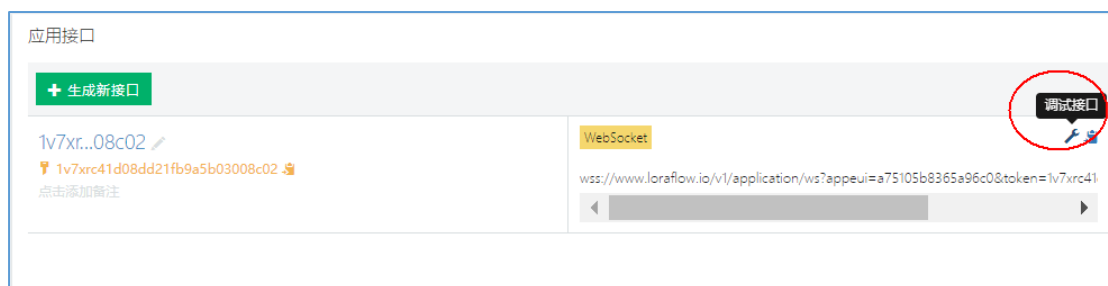 应用接口
+ 生成新接口
调试接口
1v7xr...08c02
WebSocket
1v7xrc41d08dd21fb9a5b03008c02
wss://www.loraflow.io/v1/application/ws?appeui=a75105b8365a96c0&token=1v7xrc41
点击添加备注